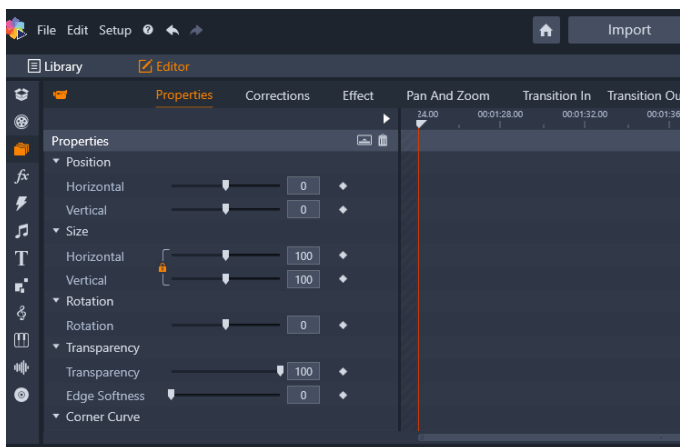 File Edit Setup ?
Import
Library Editor
Properties Corrections Effect Pan And Zoom Transition In Transition Ou
24.00 00:01:28.00 00:01:32.00 00:01:36
Properties
Position
Horizontal 0
Vertical 0
Size
Horizontal 100
Vertical 100
Rotation
Rotation 0
Transparency
Transparency 100
Edge Softness 0
Corner Curve
fx
T